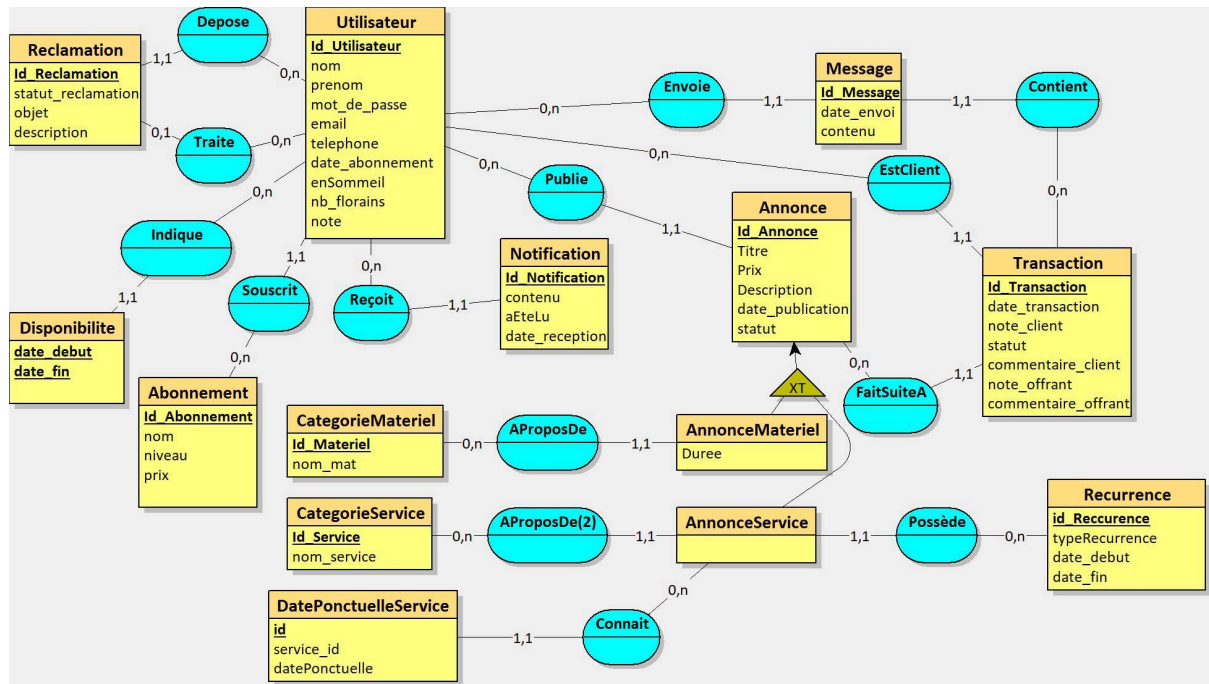 Reclamation
Id_Reclamation
statut_reclamation
objet
description
Depose
1,1
0,n
Traite
0,1
0,n
Utilisateur
Id_Utilisateur
nom
prenom
mot_de_passe
email
telephone
date_abonnement
enSommeil
nb_florains
note
Envoie
0,n
1,1
Message
Id_Message
date_envoi
contenu
Contient
1,1
0,n
EstClient
0,n
1,1
Publie
0,n
1,1
Annonce
Id_Annonce
Titre
Prix
Description
date_publication
statut
Transaction
Id_Transaction
date_transaction
note_client
statut
commentaire_client
note_offrant
commentaire_offrant
FaitSuiteA
0,n
1,1
Indique
0,n
1,1
Disponibilite
date_debut
date_fin
Souscrit
1,1
0,n
Abonnement
Id_Abonnement
nom
niveau
prix
Reçoit
0,n
1,1
Notification
Id_Notification
contenu
aEteLu
date_reception
XT
CategorieMateriel
Id_Materiel
nom_mat
0,n
AProposDe
1,1
AnnonceMateriel
Duree
CategorieService
Id_Service
nom_service
0,n
AProposDe(2)
1,1
AnnonceService
1,1
Possède
0,n
Recurrence
id_Reccurence
typeRecurrence
date_debut
date_fin
DatePonctuelleService
id
service_id
datePonctuelle
1,1
Connait
0,n